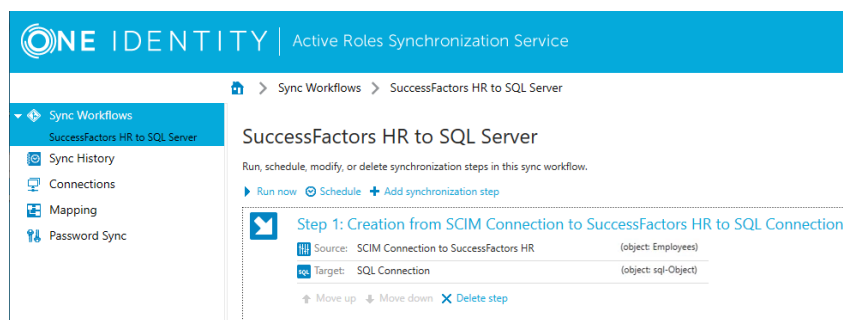 ONE IDENTITY | Active Roles Synchronization Service
Sync Workflows > SuccessFactors HR to SQL Server
Sync Workflows
SuccessFactors HR to SQL Server
Sync History
Connections
Mapping
Password Sync
SuccessFactors HR to SQL Server
Run, schedule, modify, or delete synchronization steps in this sync workflow.
Run now Schedule Add synchronization step
Step 1: Creation from SCIM Connection to SuccessFactors HR to SQL Connection
Source: SCIM Connection to SuccessFactors HR (object: Employees)
SQL Target: SQL Connection (object: sql-Object)
Move up Move down Delete step